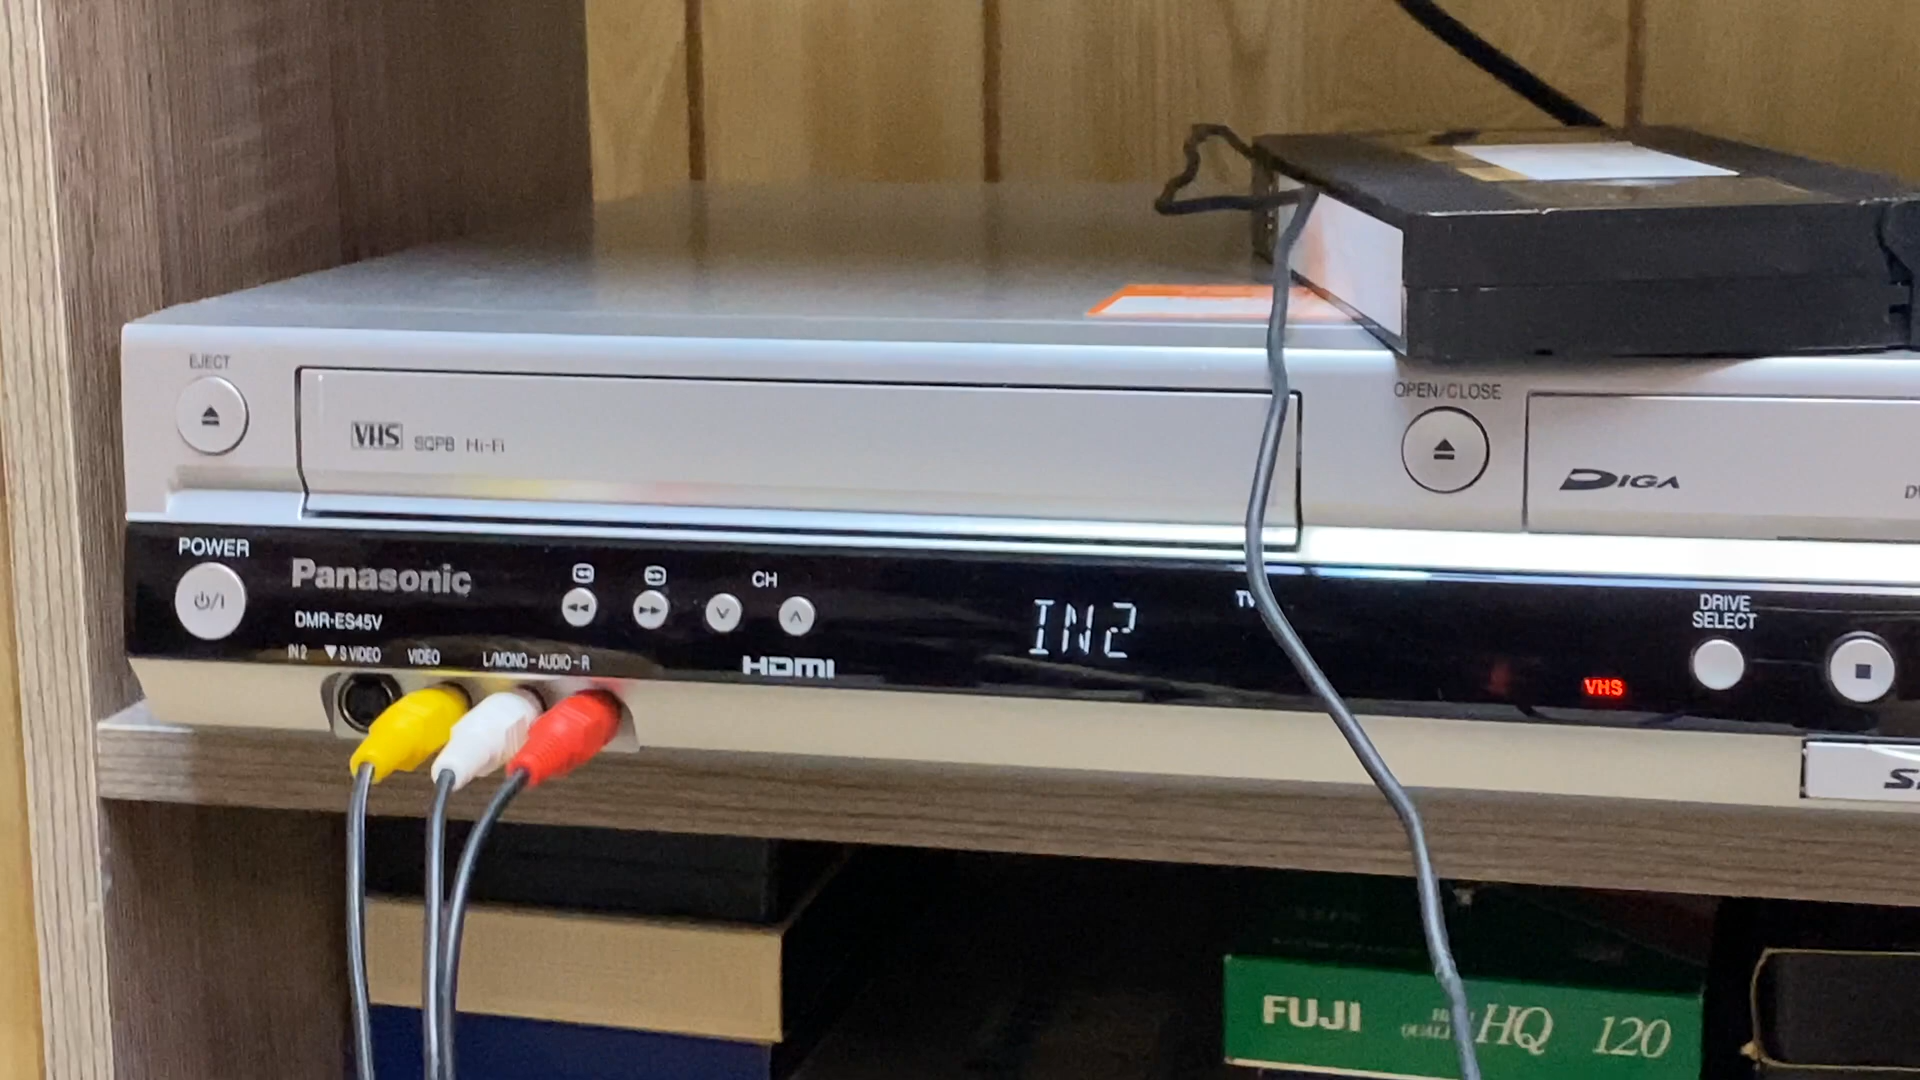 EJECT
OPEN/CLOSE
VHS SQPB Hi-Fi
DIGA
POWER
Panasonic
CH
DRIVE
SELECT
DMR-ES45V
IN2
IN 2 ▼ S VIDEO VIDEO L/MONO - AUDIO - R
HDMI
VHS
FUJI HQ 120